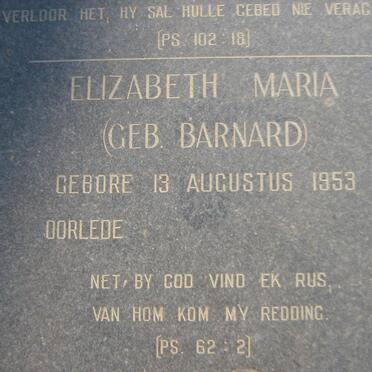 VERLOOR HET, HY SAL HULLE GEBED NIE VERAG
(PS. 102:18)
ELIZABETH MARIA
(GEB. BARNARD)
GEBORE 13 AUGUSTUS 1953
OORLEDE
NET, BY GOD VIND EK RUS,
VAN HOM KOM MY REDDING.
(PS. 62:2)